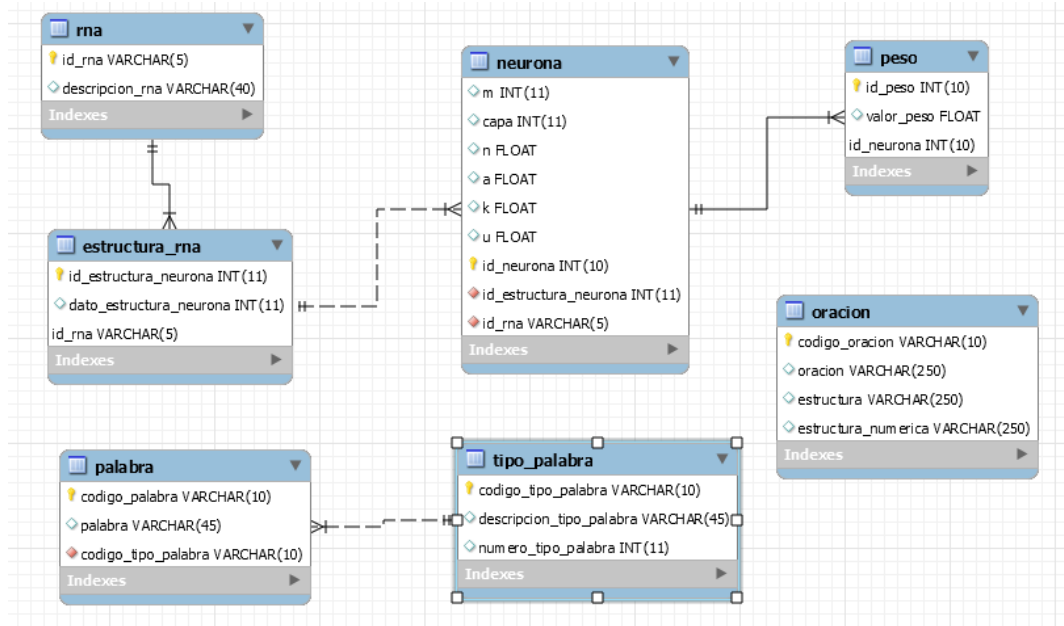 rna
id_rna VARCHAR(5)
descripcion_rna VARCHAR(40)
Indexes
neurona
m INT(11)
capa INT(11)
n FLOAT
a FLOAT
k FLOAT
u FLOAT
id_neurona INT(10)
id_estructura_neurona INT(11)
id_rna VARCHAR(5)
Indexes
peso
id_peso INT(10)
valor_peso FLOAT
id_neurona INT(10)
Indexes
estructura_rna
id_estructura_neurona INT(11)
dato_estructura_neurona INT(11)
id_rna VARCHAR(5)
Indexes
oracion
codigo_oracion VARCHAR(10)
oracion VARCHAR(250)
estructura VARCHAR(250)
estructura_numerica VARCHAR(250)
Indexes
palabra
codigo_palabra VARCHAR(10)
palabra VARCHAR(45)
codigo_tipo_palabra VARCHAR(10)
Indexes
tipo_palabra
codigo_tipo_palabra VARCHAR(10)
descripcion_tipo_palabra VARCHAR(45)
numero_tipo_palabra INT(11)
Indexes